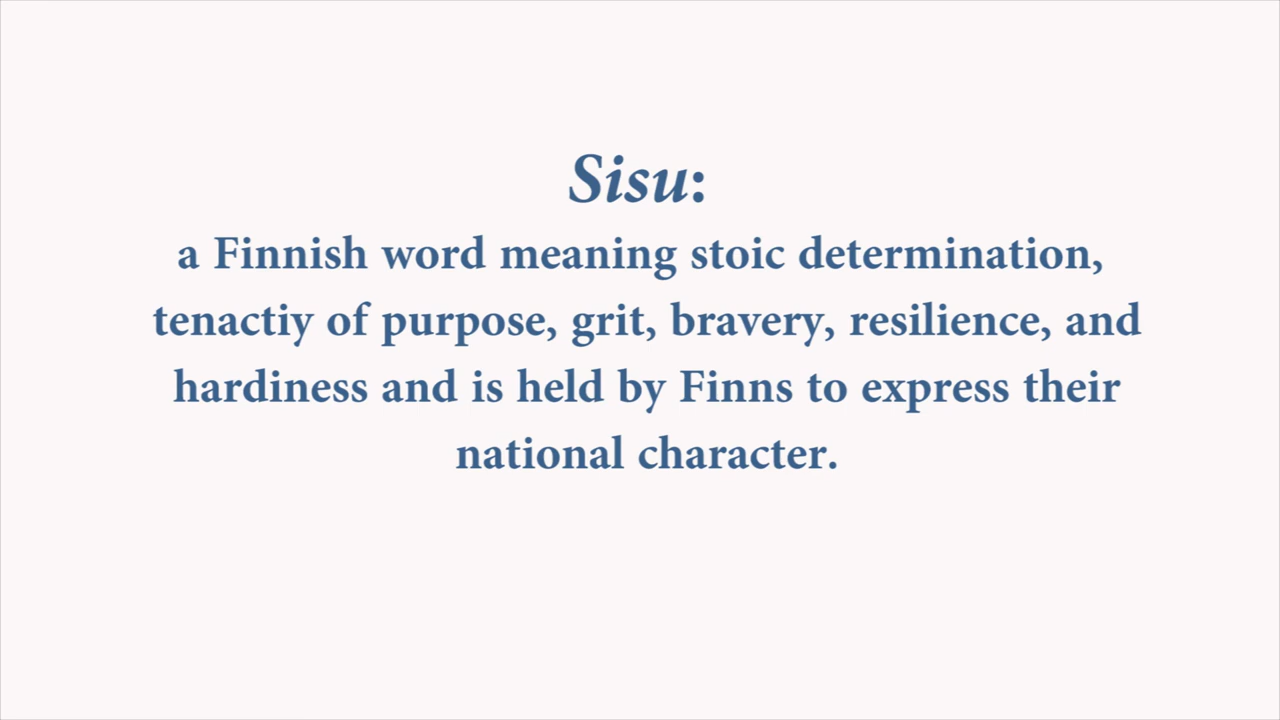 Sisu:
a Finnish word meaning stoic determination,
tenactiy of purpose, grit, bravery, resilience, and
hardiness and is held by Finns to express their
national character.